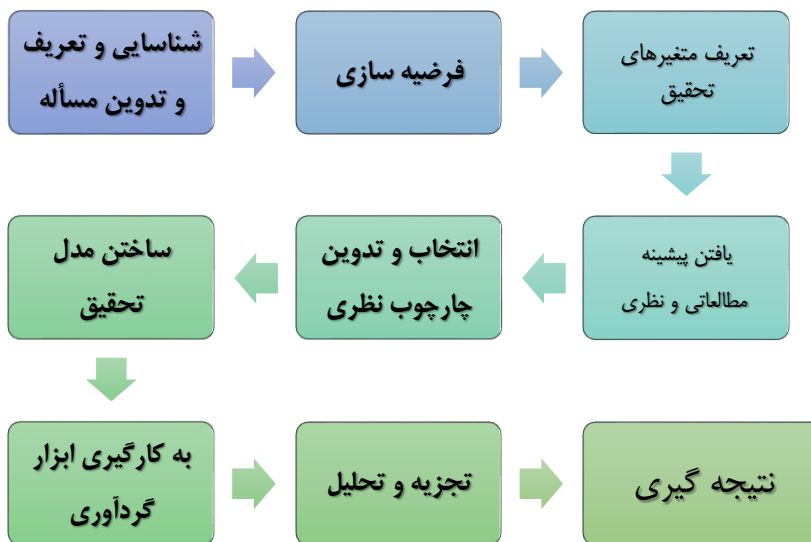 شناسایی و تعریف
و تدوین مسأله
فرضیه سازی
تعریف متغیرهای
تحقیق
یافتن پیشینه
مطالعاتی و نظری
انتخاب و تدوین
چارچوب نظری
ساختن مدل
تحقیق
به کارگیری ابزار
گردآوری
تجزیه و تحلیل
نتیجه گیری